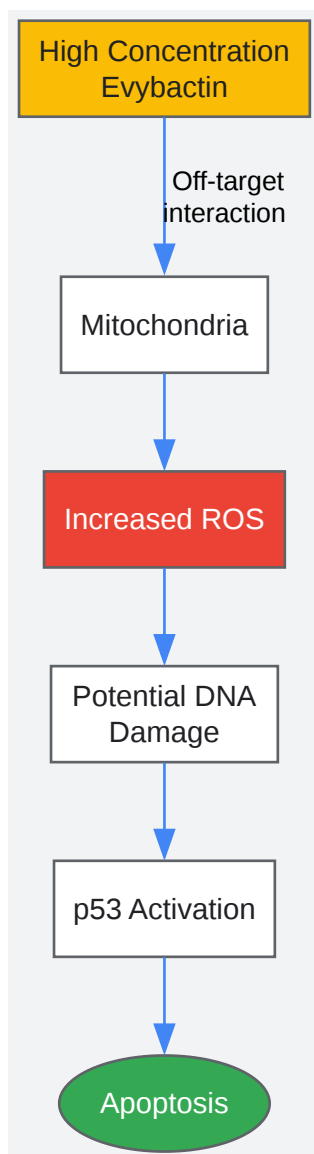 High Concentration
Evybactin
Off-target
interaction
Mitochondria
Increased ROS
Potential DNA
Damage
p53 Activation
Apoptosis